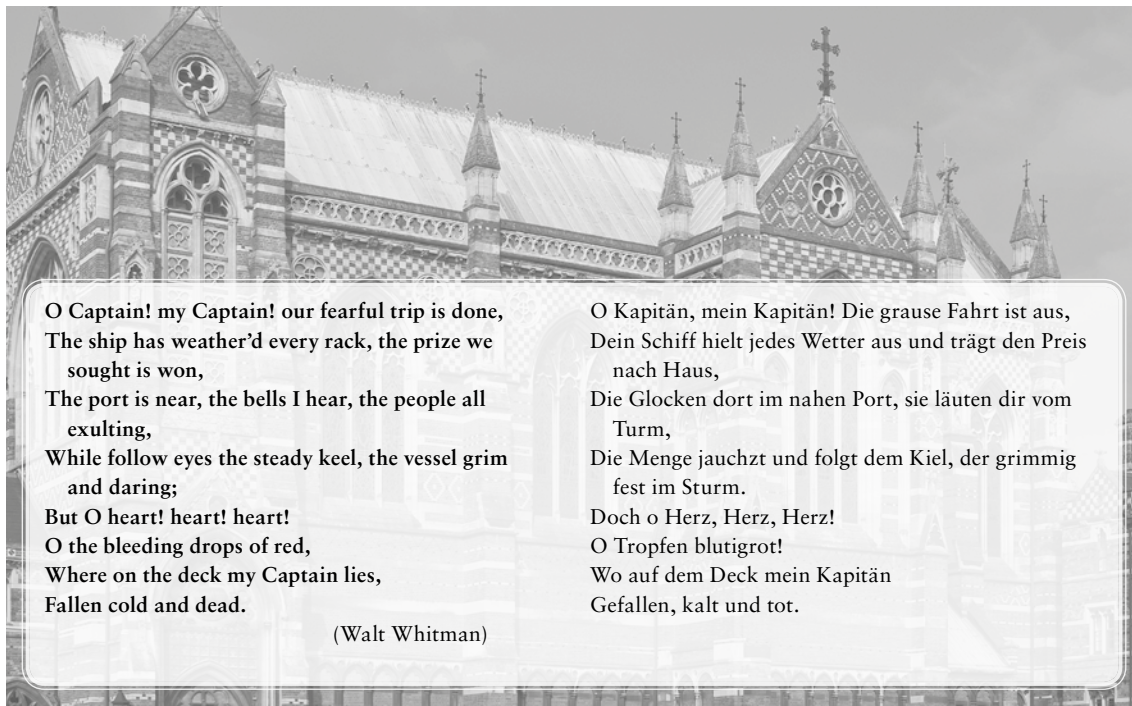 O Captain! my Captain! our fearful trip is done,
The ship has weather’d every rack, the prize we
sought is won,
The port is near, the bells I hear, the people all
exulting,
While follow eyes the steady keel, the vessel grim
and daring;
But O heart! heart! heart!
O the bleeding drops of red,
Where on the deck my Captain lies,
Fallen cold and dead.
(Walt Whitman)
O Kapitän, mein Kapitän! Die grause Fahrt ist aus,
Dein Schiff hielt jedes Wetter aus und trägt den Preis
nach Haus,
Die Glocken dort im nahen Port, sie läuten dir vom
Turm,
Die Menge jauchzt und folgt dem Kiel, der grimmig
fest im Sturm.
Doch o Herz, Herz, Herz!
O Tropfen blutigrot!
Wo auf dem Deck mein Kapitän
Gefallen, kalt und tot.